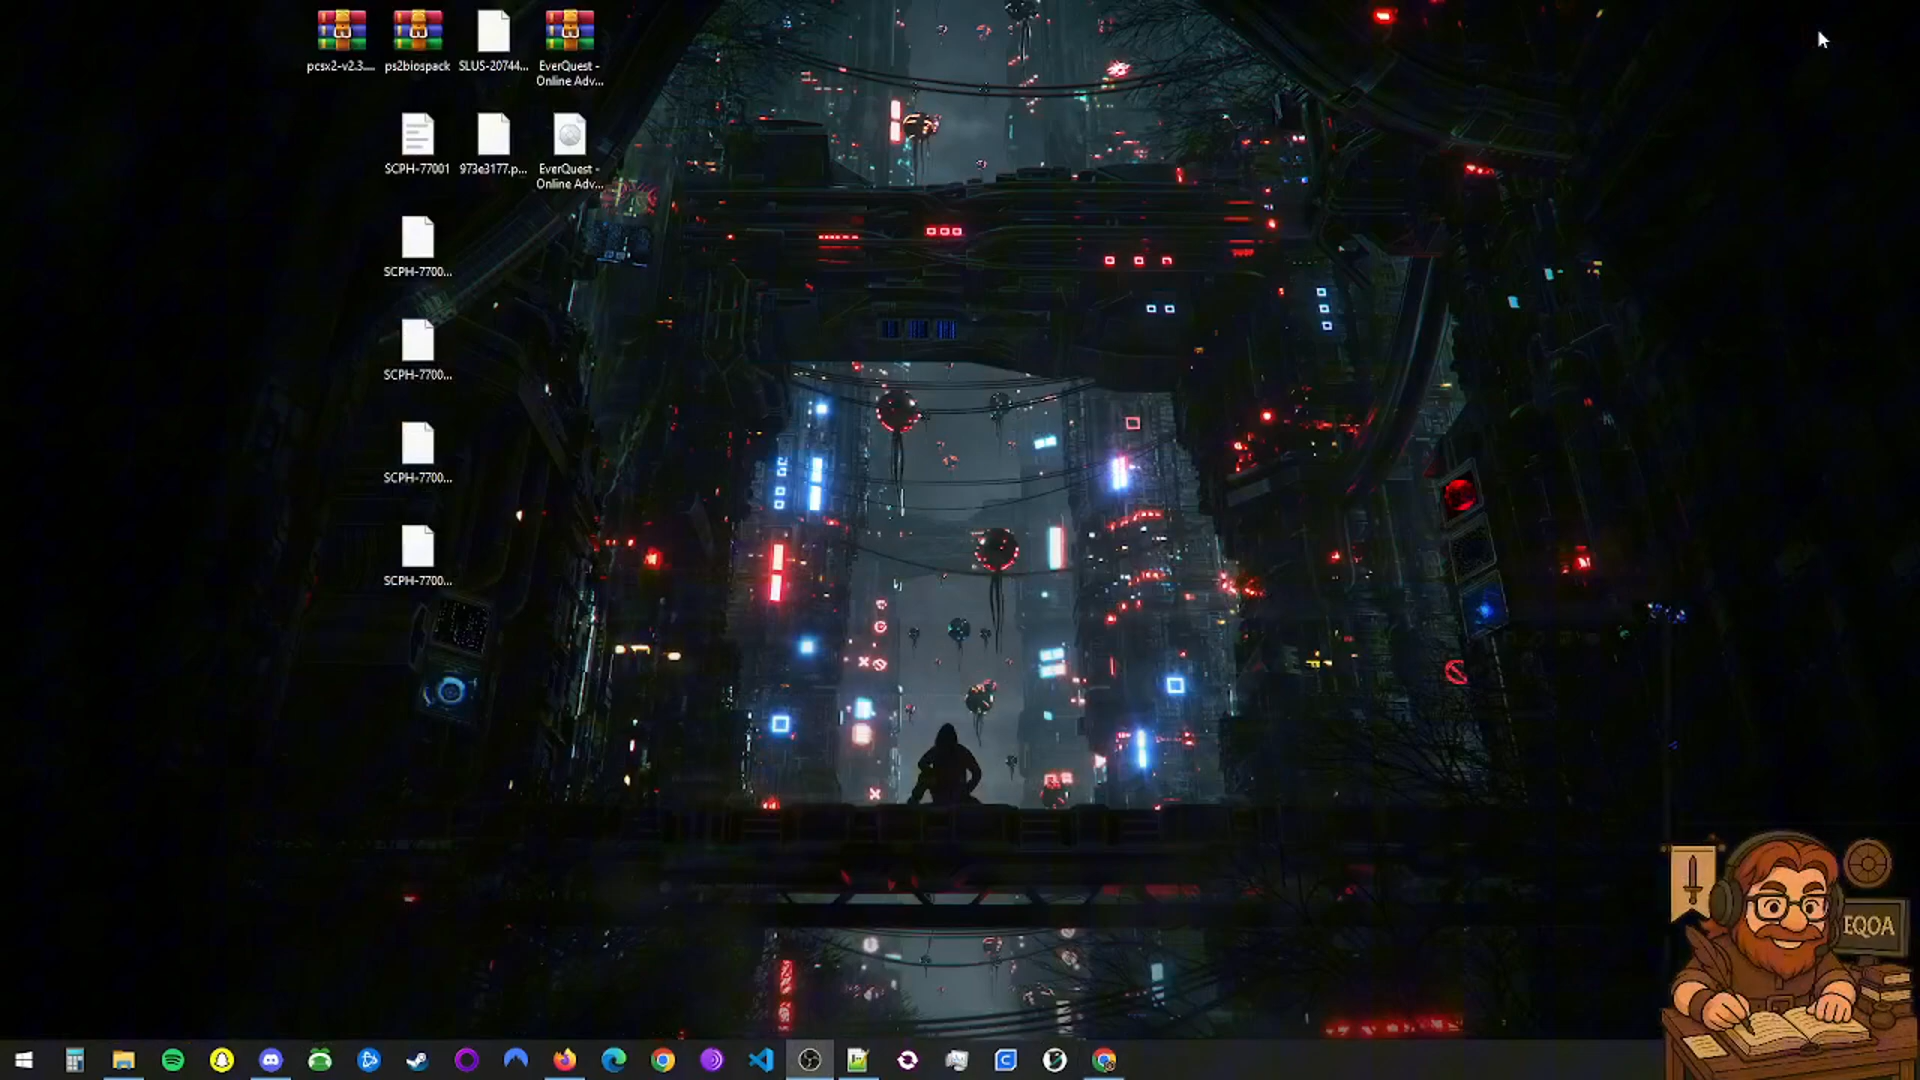 pcsx2-v2.3....
ps2biospack
SLUS-20744...
EverQuest -
Online Adv...
SCPH-77001
973e3177.p...
EverQuest -
Online Adv...
SCPH-7700...
SCPH-7700...
SCPH-7700...
SCPH-7700...
EQOA